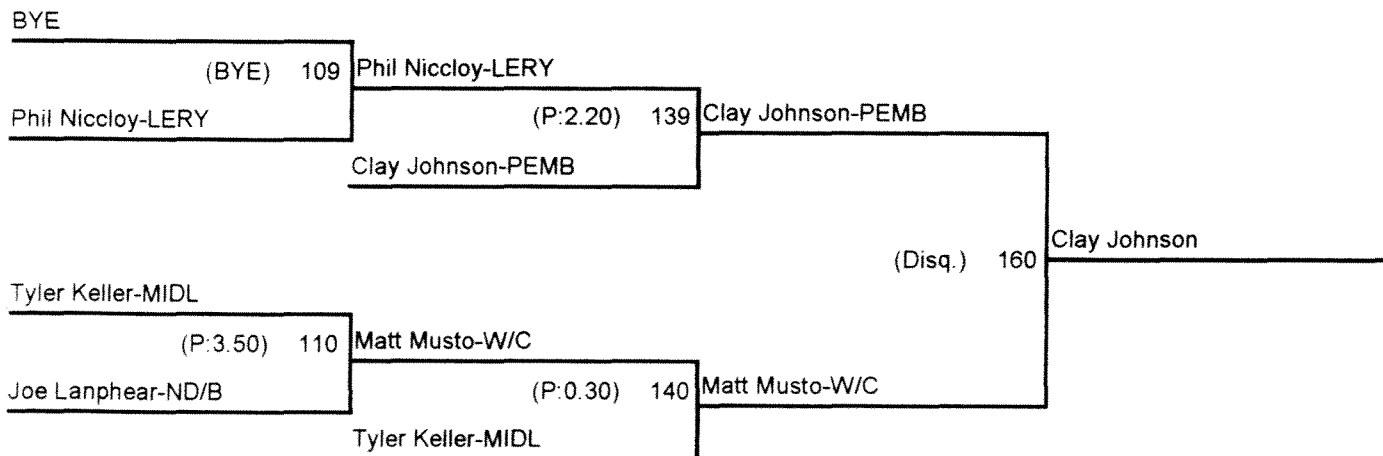 BYE
(BYE) 109
Phil Niccloy-LERY
Phil Niccloy-LERY
(P:2.20) 139
Clay Johnson-PEMB
Clay Johnson-PEMB
(Disq.) 160
Clay Johnson
Tyler Keller-MIDL
(P:3.50) 110
Matt Musto-W/C
Joe Lanphear-ND/B
(P:0.30) 140
Matt Musto-W/C
Tyler Keller-MIDL